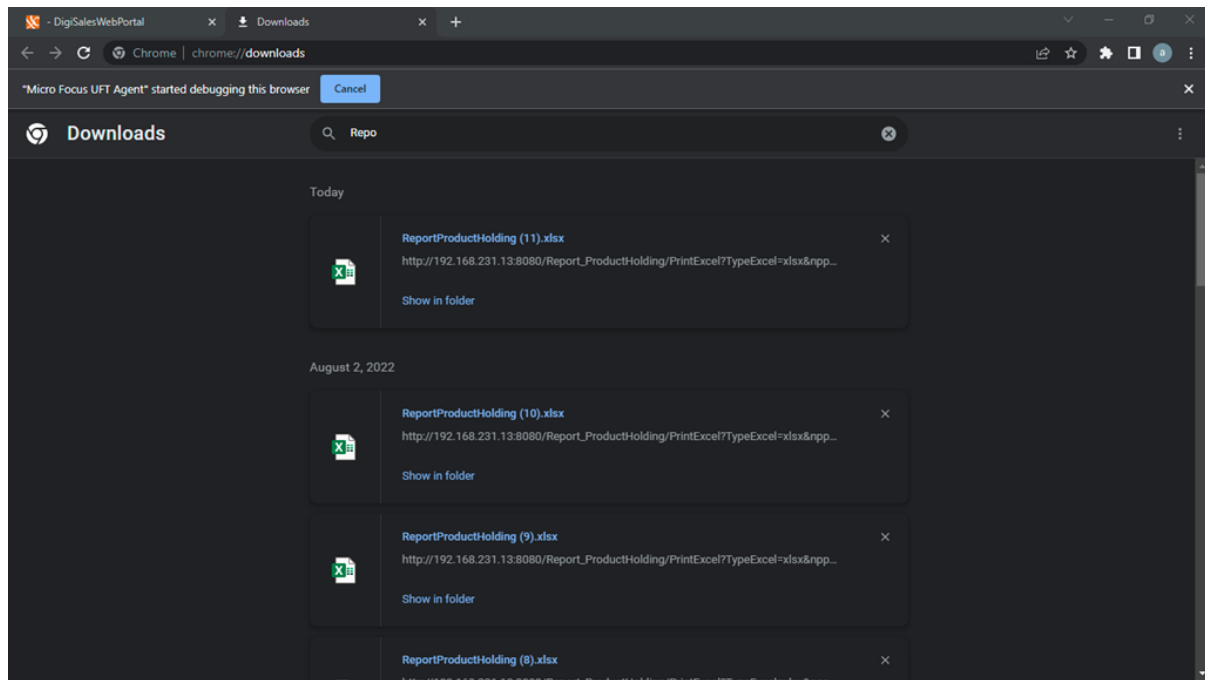 - DigiSalesWebPortal
Downloads
Chrome | chrome://downloads
a
"Micro Focus UFT Agent" started debugging this browser
Cancel
Downloads
Repo
Today
ReportProductHolding (11).xlsx
http://192.168.231.13:8080/Report_ProductHolding/PrintExcel?TypeExcel=xlsx&npp...
Show in folder
August 2, 2022
ReportProductHolding (10).xlsx
http://192.168.231.13:8080/Report_ProductHolding/PrintExcel?TypeExcel=xlsx&npp...
Show in folder
ReportProductHolding (9).xlsx
http://192.168.231.13:8080/Report_ProductHolding/PrintExcel?TypeExcel=xlsx&npp...
Show in folder
ReportProductHolding (8).xlsx